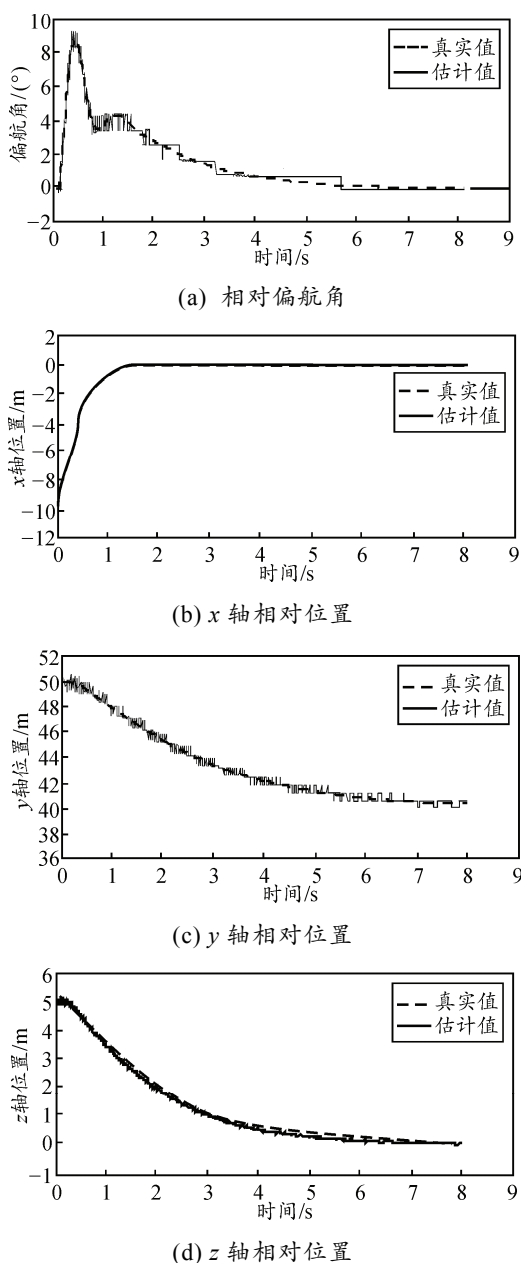 10
8
6
4
2
0
−2
偏航角/(°)
真实值
估计值
0 1 2 3 4 5 6 7 8 9
时间/s
(a) 相对偏航角
2
0
−2
−4
−6
−8
−10
−12
x轴位置/m
真实值
估计值
0 1 2 3 4 5 6 7 8 9
时间/s
(b) x 轴相对位置
52
50
48
46
44
42
40
38
36
y轴位置/m
真实值
估计值
0 1 2 3 4 5 6 7 8 9
时间/s
(c) y 轴相对位置
6
5
4
3
2
1
0
−1
z轴位置/m
真实值
估计值
0 1 2 3 4 5 6 7 8 9
时间/s
(d) z 轴相对位置